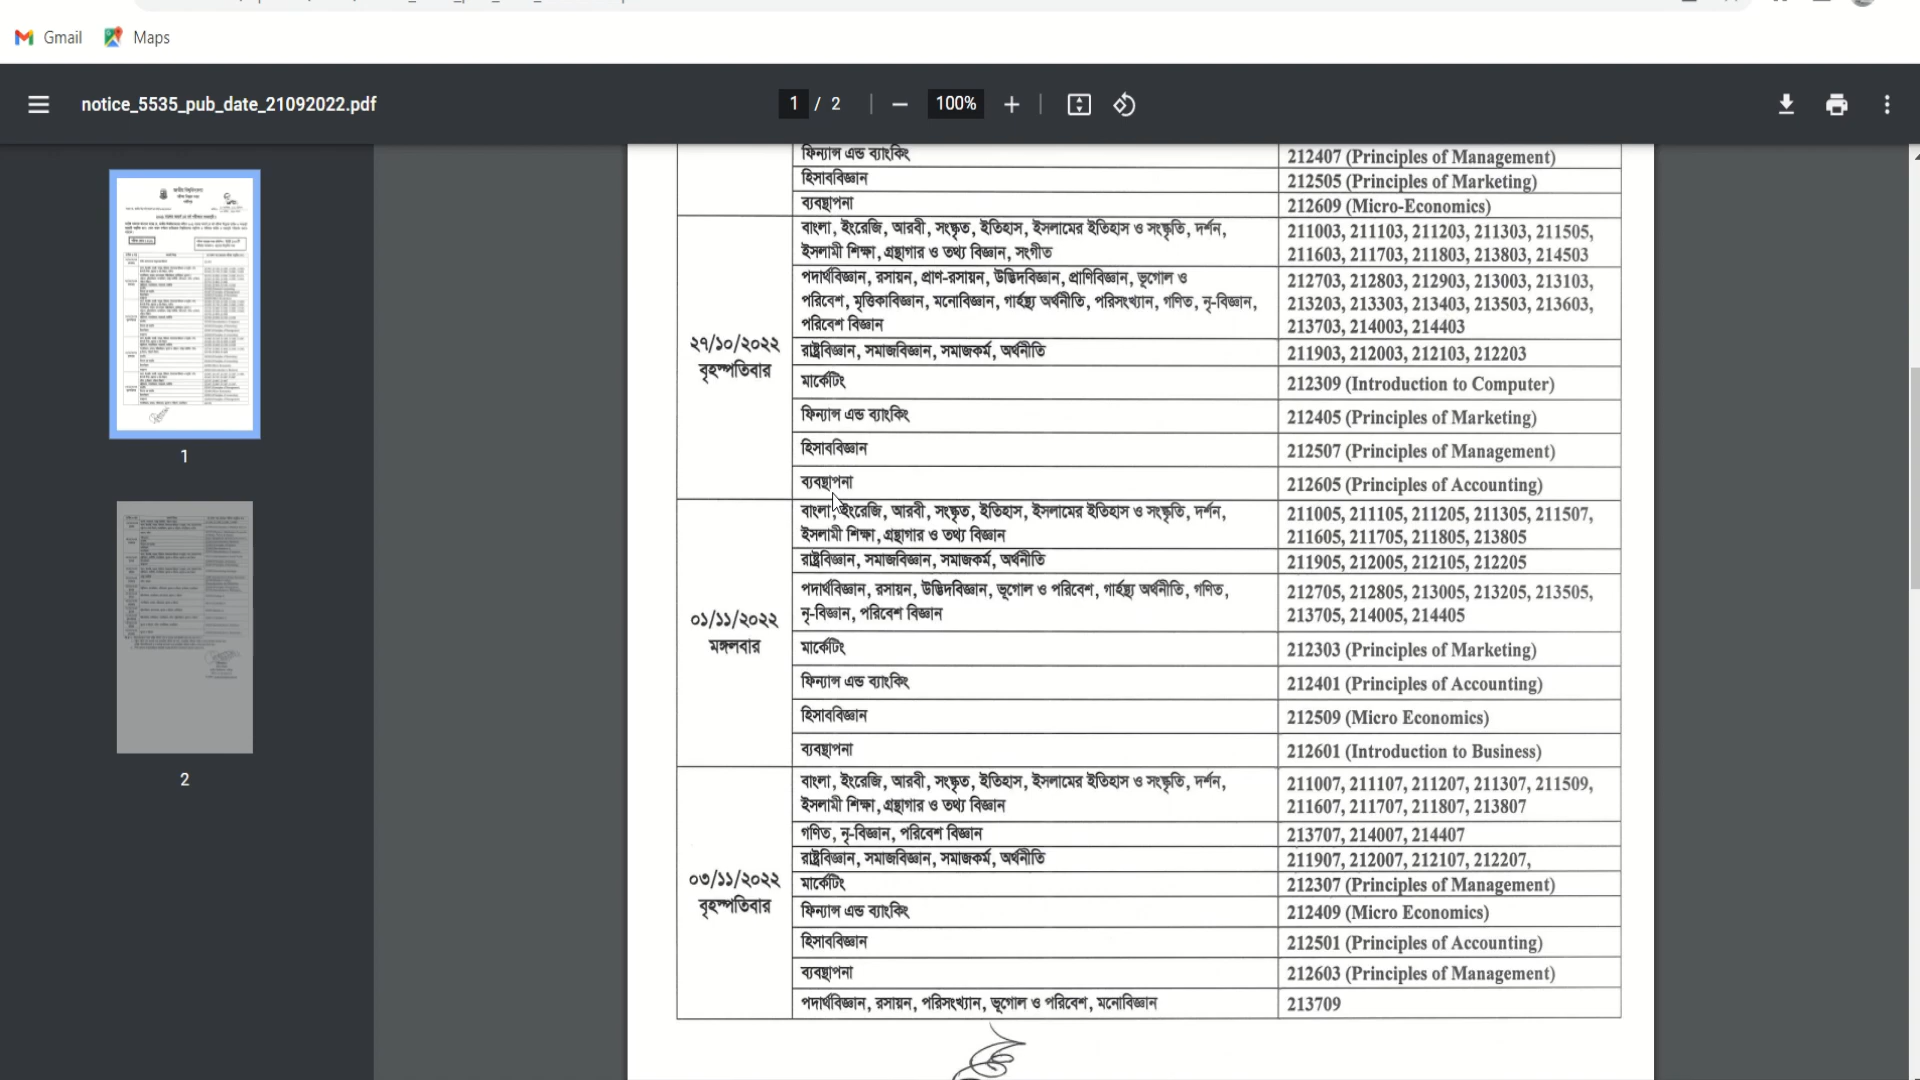 Gmail Maps
notice_5535_pub_date_21092022.pdf
1 / 2
100%
1
2
ফিন্যান্স এন্ড ব্যাংকিং 212407 (Principles of Management)
হিসাববিজ্ঞান 212505 (Principles of Marketing)
ব্যবস্থাপনা 212609 (Micro-Economics)
২৭/১০/২০২২
বৃহস্পতিবার
বাংলা, ইংরেজি, আরবী, সংস্কৃত, ইতিহাস, ইসলামের ইতিহাস ও সংস্কৃতি, দর্শন, 211003, 211103, 211203, 211303, 211505,
ইসলামী শিক্ষা, গ্রন্থাগার ও তথ্য বিজ্ঞান, সংগীত 211603, 211703, 211803, 213803, 214503
পদার্থবিজ্ঞান, রসায়ন, প্রাণ-রসায়ন, উদ্ভিদবিজ্ঞান, প্রাণিবিজ্ঞান, ভূগোল ও 212703, 212803, 212903, 213003, 213103,
পরিবেশ, মৃত্তিকাবিজ্ঞান, মনোবিজ্ঞান, গার্হস্থ্য অর্থনীতি, পরিসংখ্যান, গণিত, নৃ-বিজ্ঞান, 213203, 213303, 213403, 213503, 213603,
পরিবেশ বিজ্ঞান 213703, 214003, 214403
রাষ্ট্রবিজ্ঞান, সমাজবিজ্ঞান, সমাজকর্ম, অর্থনীতি 211903, 212003, 212103, 212203
মার্কেটিং 212309 (Introduction to Computer)
ফিন্যান্স এন্ড ব্যাংকিং 212405 (Principles of Marketing)
হিসাববিজ্ঞান 212507 (Principles of Management)
ব্যবস্থাপনা 212605 (Principles of Accounting)
০১/১১/২০২২
মঙ্গলবার
বাংলা, ইংরেজি, আরবী, সংস্কৃত, ইতিহাস, ইসলামের ইতিহাস ও সংস্কৃতি, দর্শন, 211005, 211105, 211205, 211305, 211507,
ইসলামী শিক্ষা, গ্রন্থাগার ও তথ্য বিজ্ঞান 211605, 211705, 211805, 213805
রাষ্ট্রবিজ্ঞান, সমাজবিজ্ঞান, সমাজকর্ম, অর্থনীতি 211905, 212005, 212105, 212205
পদার্থবিজ্ঞান, রসায়ন, উদ্ভিদবিজ্ঞান, ভূগোল ও পরিবেশ, গার্হস্থ্য অর্থনীতি, গণিত, 212705, 212805, 213005, 213205, 213505,
নৃ-বিজ্ঞান, পরিবেশ বিজ্ঞান 213705, 214005, 214405
মার্কেটিং 212303 (Principles of Marketing)
ফিন্যান্স এন্ড ব্যাংকিং 212401 (Principles of Accounting)
হিসাববিজ্ঞান 212509 (Micro Economics)
ব্যবস্থাপনা 212601 (Introduction to Business)
০৩/১১/২০২২
বৃহস্পতিবার
বাংলা, ইংরেজি, আরবী, সংস্কৃত, ইতিহাস, ইসলামের ইতিহাস ও সংস্কৃতি, দর্শন, 211007, 211107, 211207, 211307, 211509,
ইসলামী শিক্ষা, গ্রন্থাগার ও তথ্য বিজ্ঞান 211607, 211707, 211807, 213807
গণিত, নৃ-বিজ্ঞান, পরিবেশ বিজ্ঞান 213707, 214007, 214407
রাষ্ট্রবিজ্ঞান, সমাজবিজ্ঞান, সমাজকর্ম, অর্থনীতি 211907, 212007, 212107, 212207,
মার্কেটিং 212307 (Principles of Management)
ফিন্যান্স এন্ড ব্যাংকিং 212409 (Micro Economics)
হিসাববিজ্ঞান 212501 (Principles of Accounting)
ব্যবস্থাপনা 212603 (Principles of Management)
পদার্থবিজ্ঞান, রসায়ন, পরিসংখ্যান, ভূগোল ও পরিবেশ, মনোবিজ্ঞান 213709